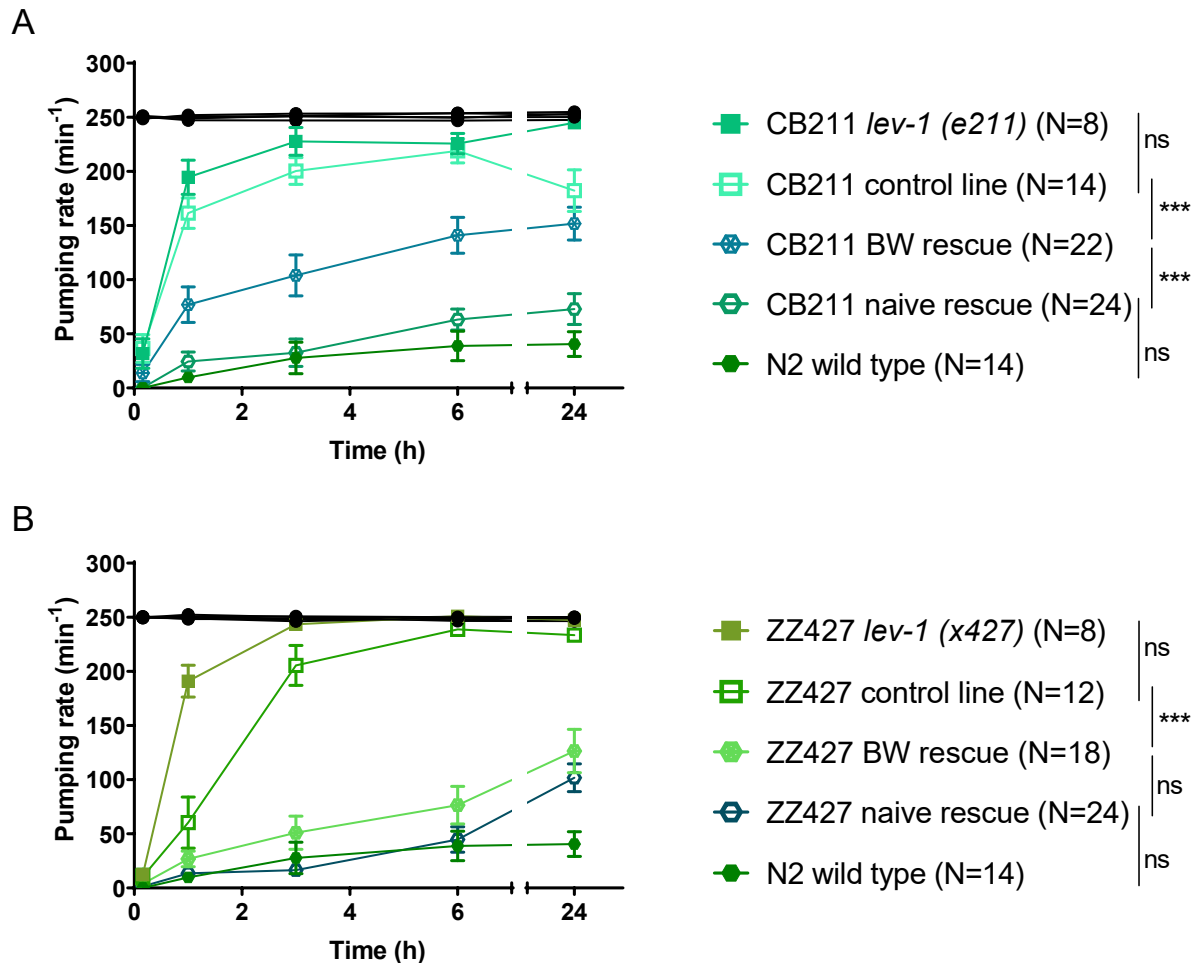 A
Pumping rate (min⁻¹)
300
250
200
150
100
50
0
0 2 4 6 24
Time (h)
CB211 lev-1 (e211) (N=8)
CB211 control line (N=14)
CB211 BW rescue (N=22)
CB211 naive rescue (N=24)
N2 wild type (N=14)
ns
***
***
ns
B
Pumping rate (min⁻¹)
300
250
200
150
100
50
0
0 2 4 6 24
Time (h)
ZZ427 lev-1 (x427) (N=8)
ZZ427 control line (N=12)
ZZ427 BW rescue (N=18)
ZZ427 naive rescue (N=24)
N2 wild type (N=14)
ns
***
ns
ns